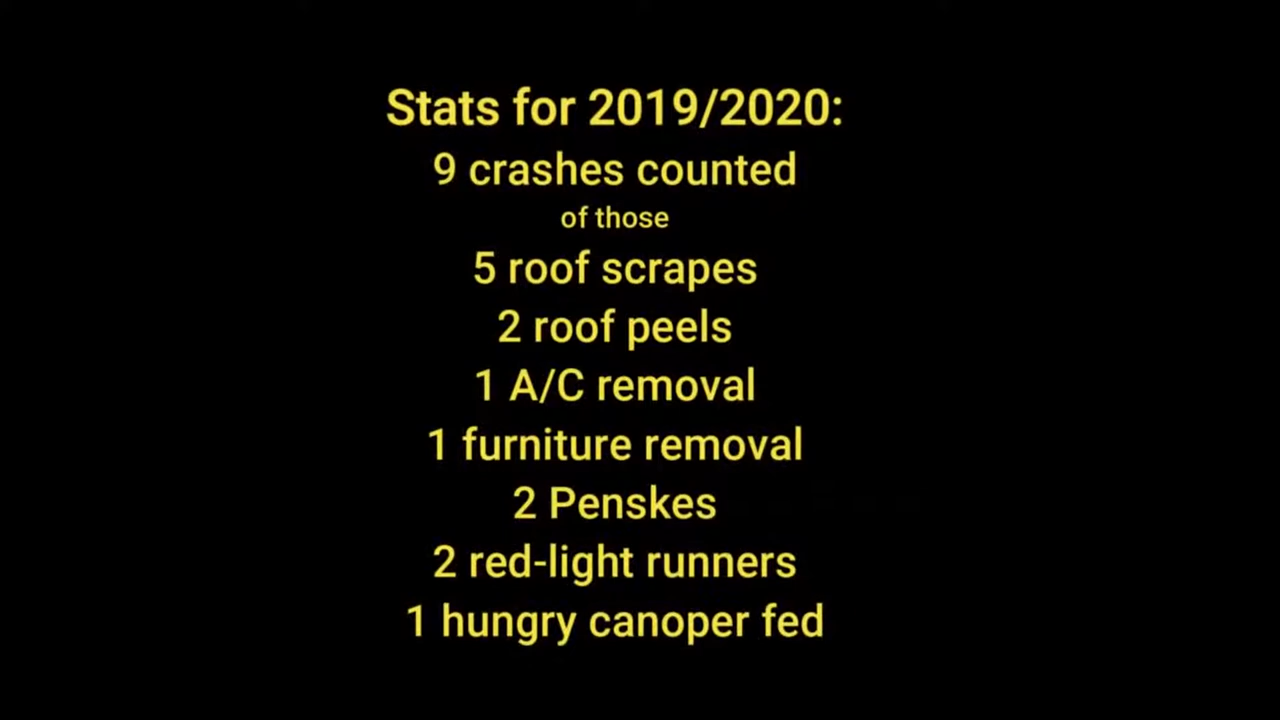 Stats for 2019/2020:
9 crashes counted
of those
5 roof scrapes
2 roof peels
1 A/C removal
1 furniture removal
2 Penskes
2 red-light runners
1 hungry canoper fed